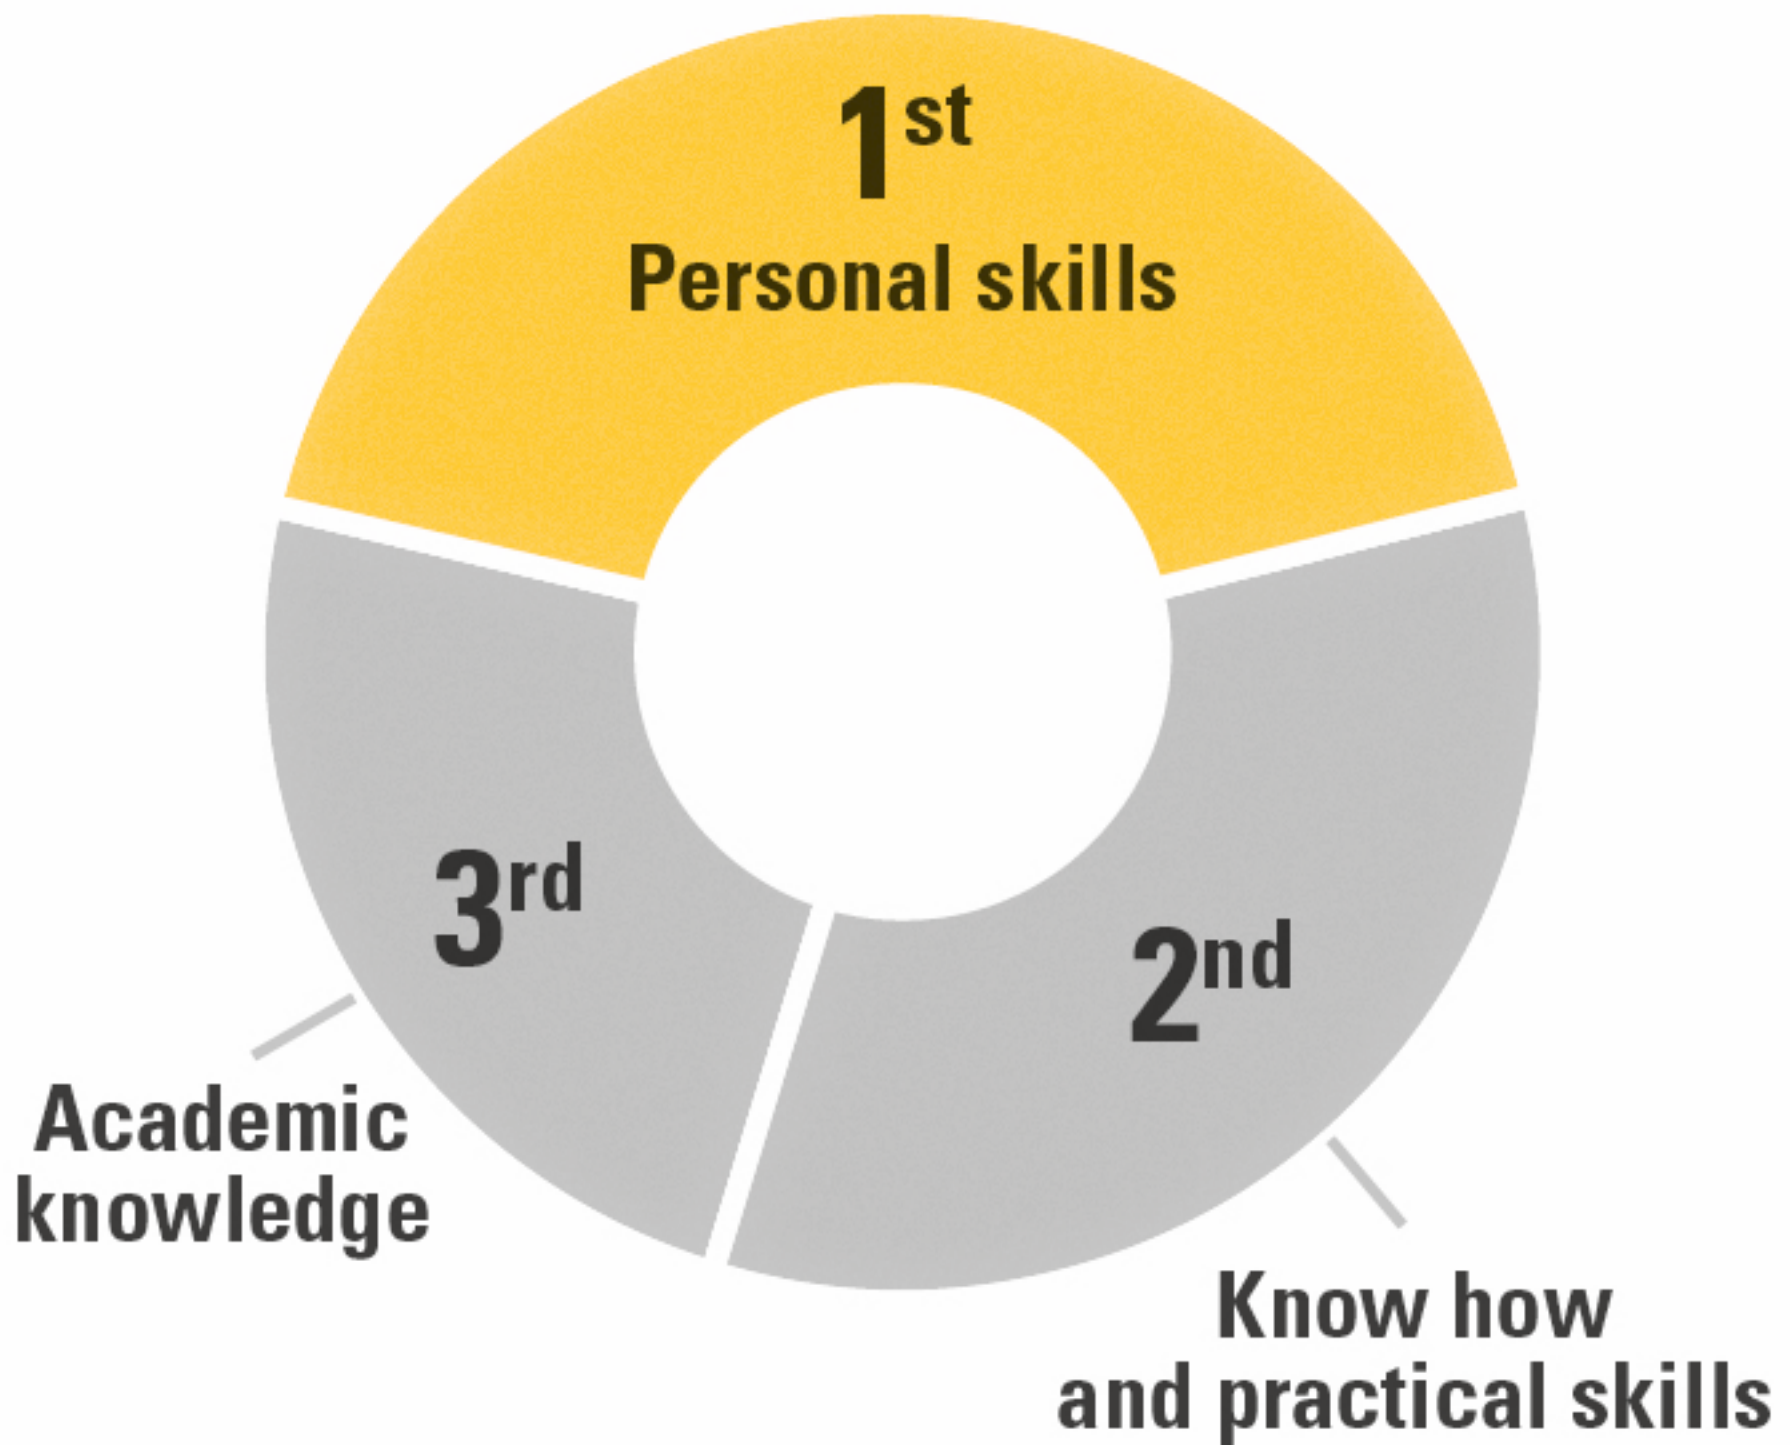 1st
Personal skills
3rd
2nd
Academic
knowledge
Know how
and practical skills